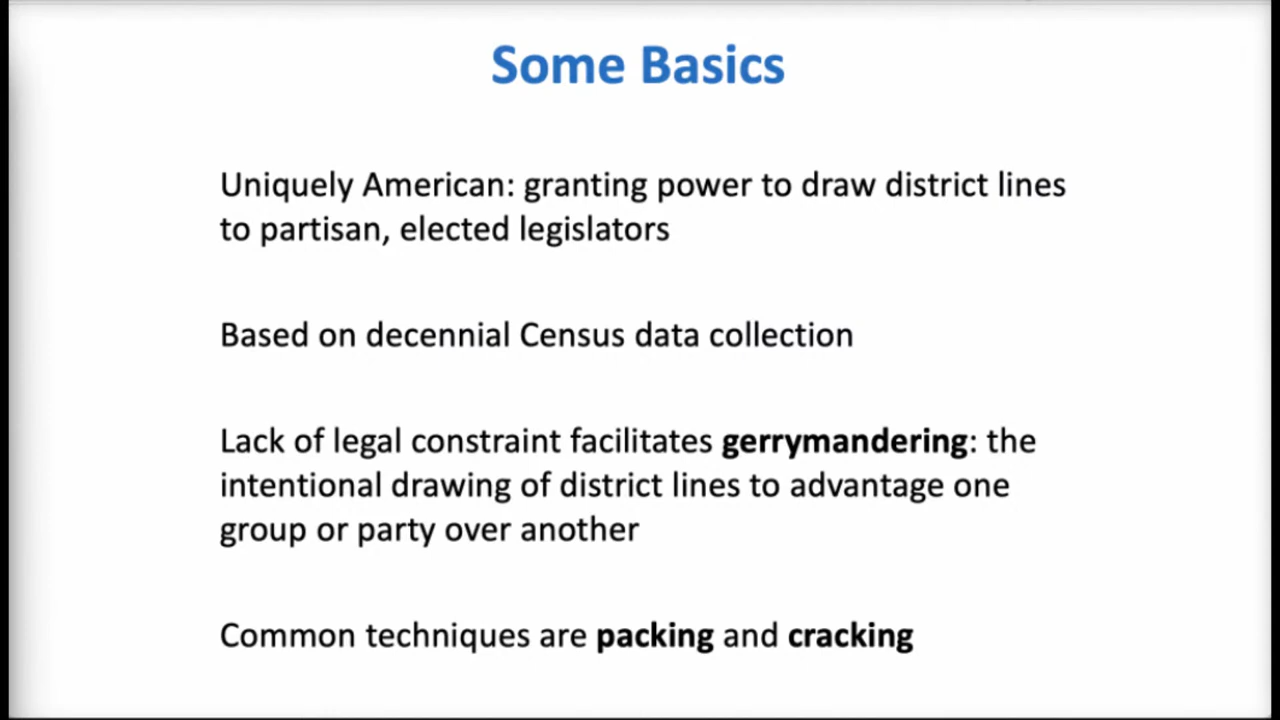 Some Basics
Uniquely American: granting power to draw district lines
to partisan, elected legislators
Based on decennial Census data collection
Lack of legal constraint facilitates gerrymandering: the
intentional drawing of district lines to advantage one
group or party over another
Common techniques are packing and cracking